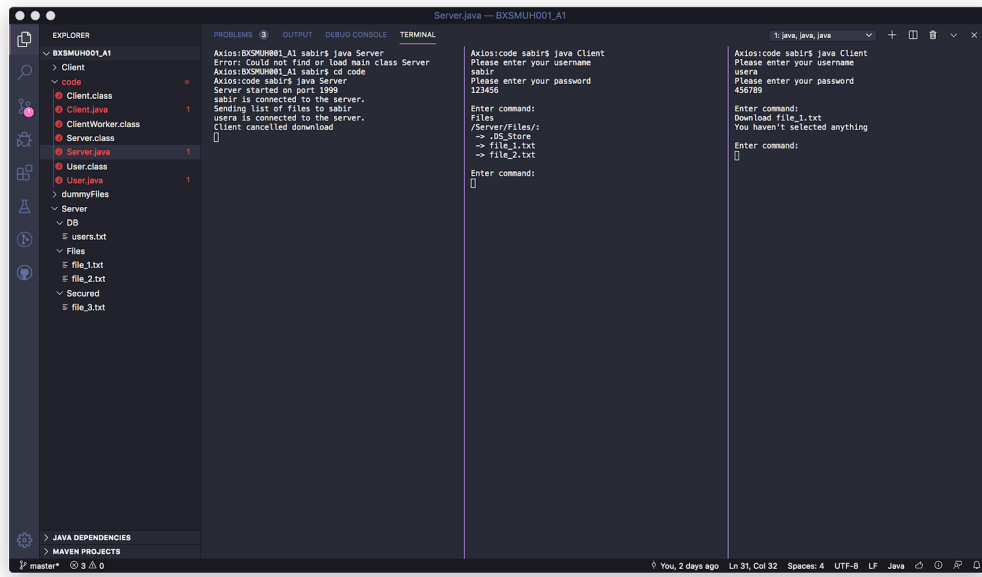 Server.java — BXSMUH001_A1
EXPLORER
BXSMUH001_A1
Client
code
Client.class
Client.java 1
ClientWorker.class
Server.class
Server.java 1
User.class
User.java 1
dummyFiles
Server
DB
users.txt
Files
file_1.txt
file_2.txt
Secured
file_3.txt
JAVA DEPENDENCIES
MAVEN PROJECTS
PROBLEMS 3 OUTPUT DEBUG CONSOLE TERMINAL
1: java, java, java
Axios:BXSMUH001_A1 sabir$ java Server
Error: Could not find or load main class Server
Axios:BXSMUH001_A1 sabir$ cd code
Axios:code sabir$ java Server
Server started on port 1999
sabir is connected to the server.
Sending list of files to sabir
usera is connected to the server.
Client cancelled donwnload
Axios:code sabir$ java Client
Please enter your username
sabir
Please enter your password
123456
Enter command:
Files
/Server/Files/:
-> .DS_Store
-> file_1.txt
-> file_2.txt
Enter command:
Axios:code sabir$ java Client
Please enter your username
usera
Please enter your password
456789
Enter command:
Download file_1.txt
You haven't selected anything
Enter command:
master* 3 0
You, 2 days ago Ln 31, Col 32 Spaces: 4 UTF-8 LF Java